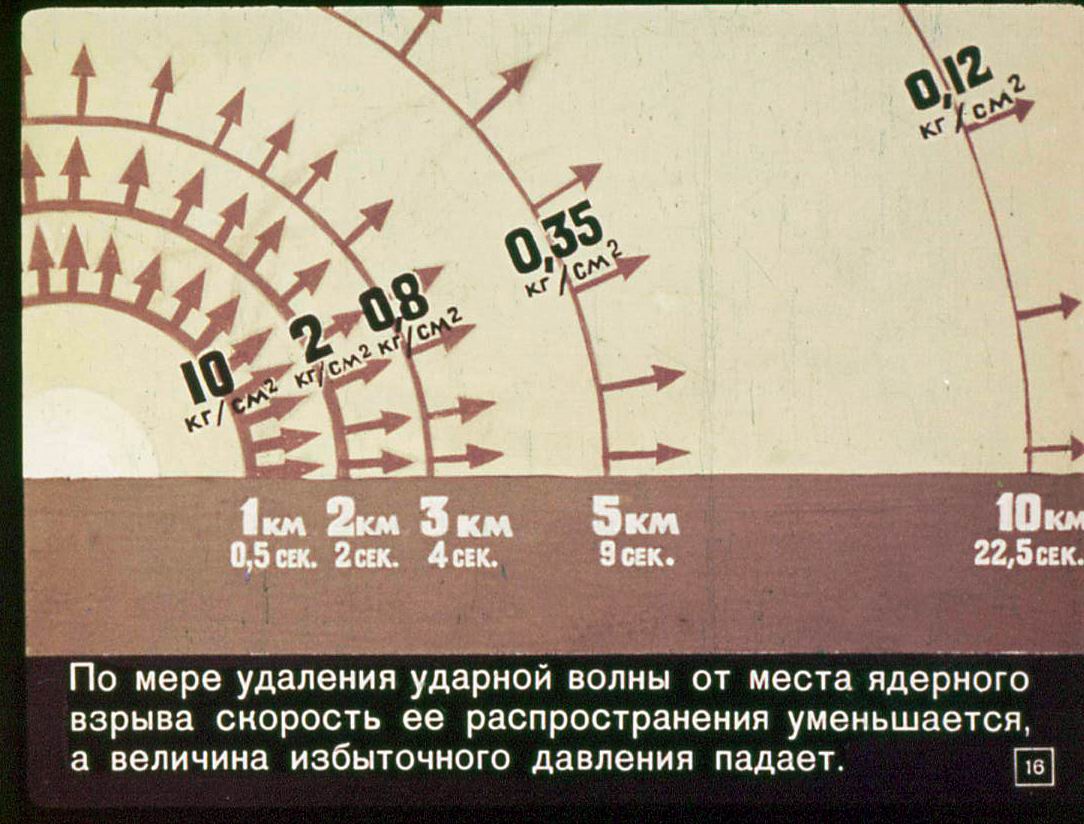 0,12
кг/см²
0,35
кг/см²
0,8
кг/см²
2
кг/см²
10
кг/см²
1км 2км 3 км 5км 10км
0,5 сек. 2 сек. 4 сек. 9 сек. 22,5 сек.
По мере удаления ударной волны от места ядерного
взрыва скорость ее распространения уменьшается,
а величина избыточного давления падает.
16